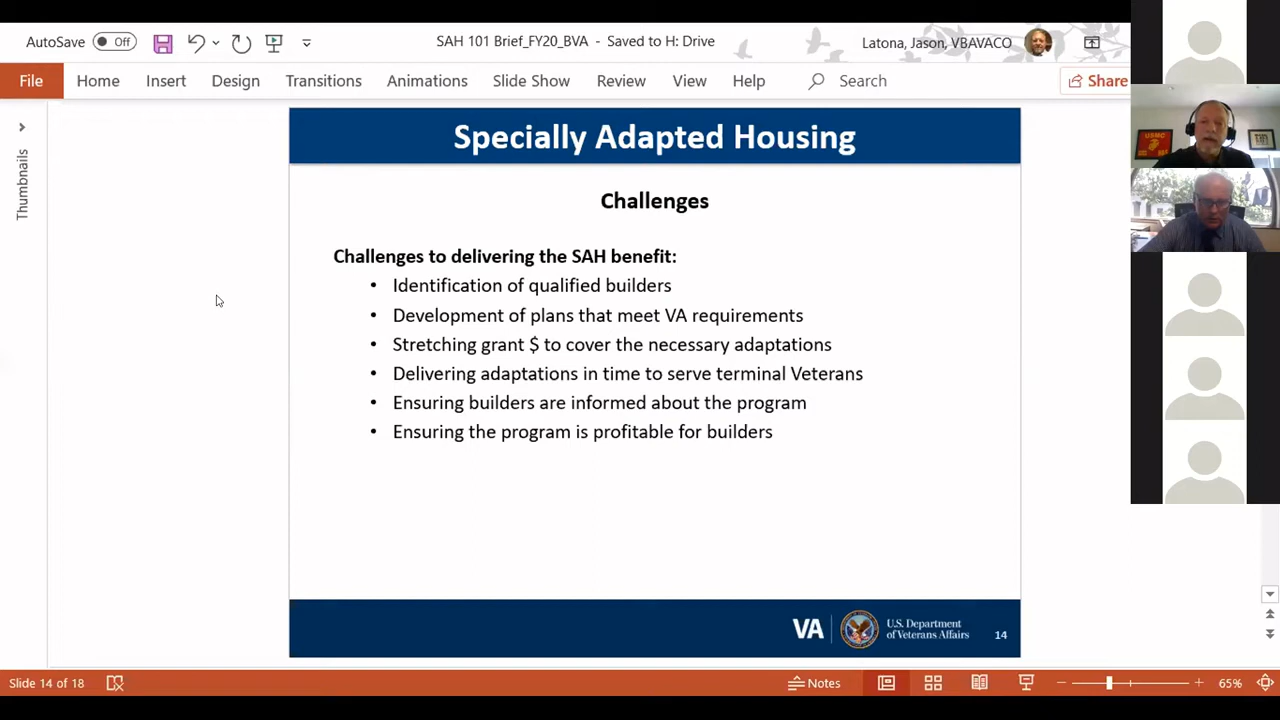 AutoSave Off
SAH 101 Brief_FY20_BVA - Saved to H: Drive
Latona, Jason, VBAVACO
File Home Insert Design Transitions Animations Slide Show Review View Help Search Share
Thumbnails
Specially Adapted Housing
Challenges
Challenges to delivering the SAH benefit:
• Identification of qualified builders
• Development of plans that meet VA requirements
• Stretching grant $ to cover the necessary adaptations
• Delivering adaptations in time to serve terminal Veterans
• Ensuring builders are informed about the program
• Ensuring the program is profitable for builders
VA
U.S. Department
of Veterans Affairs
14
USMC
Slide 14 of 18
Notes
65%